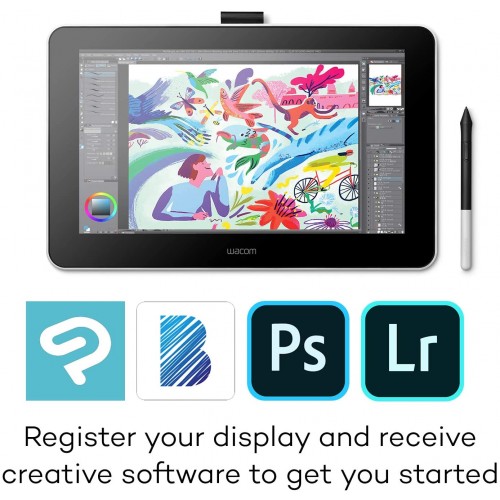 wacom
Ps
Lr
Register your display and receive
creative software to get you started